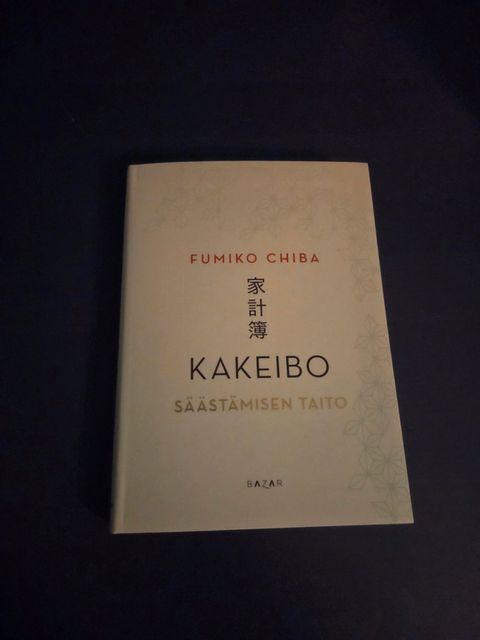 FUMIKO CHIBA
家
計
簿
KAKEIBO
SÄÄSTÄMISEN TAITO
BAZAR